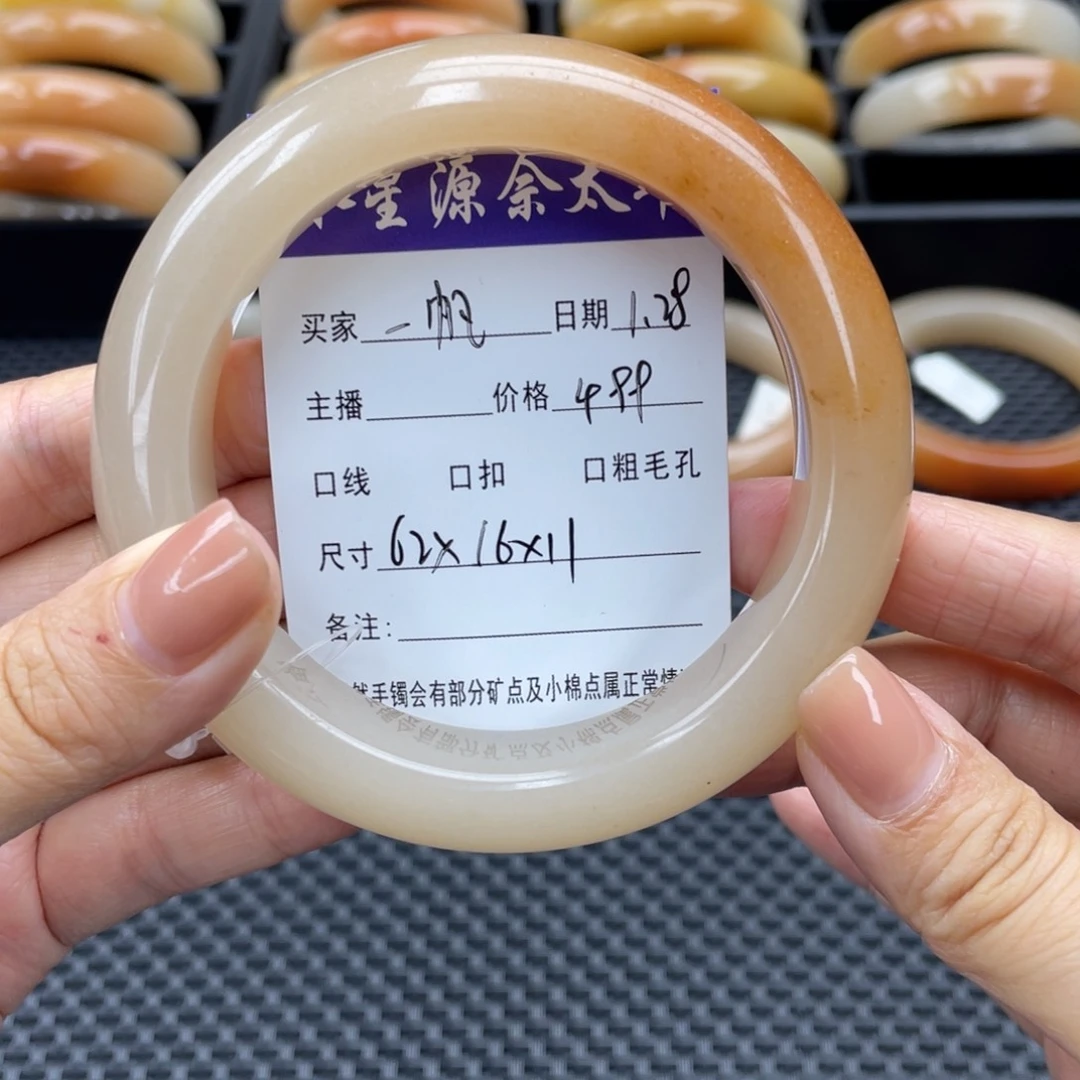 星源佘太
买家 一帆 日期 1.28
主播 价格 499
口线 口扣 口粗毛孔
尺寸 62x16x11
备注:
然手镯会有部分矿点及小棉点属正常情